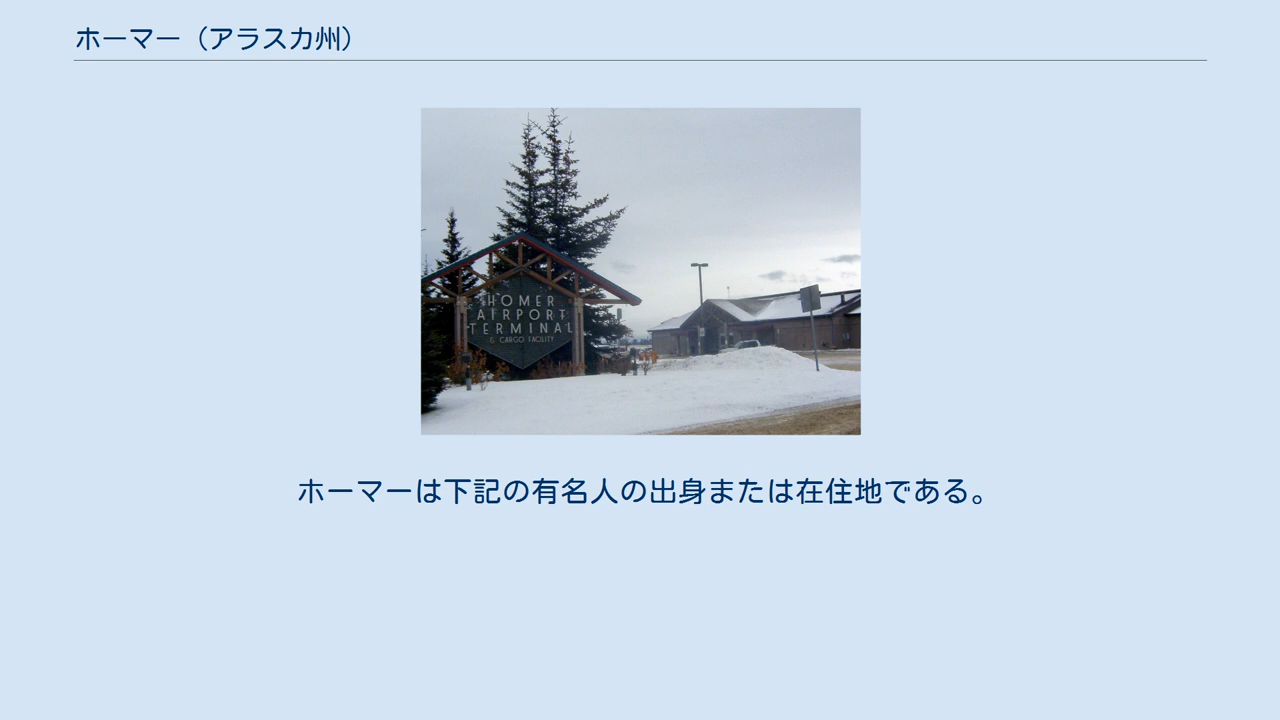 ホーマー（アラスカ州）
HOMER
AIRPORT
TERMINAL
& CARGO FACILITY
ホーマーは下記の有名人の出身または在住地である。